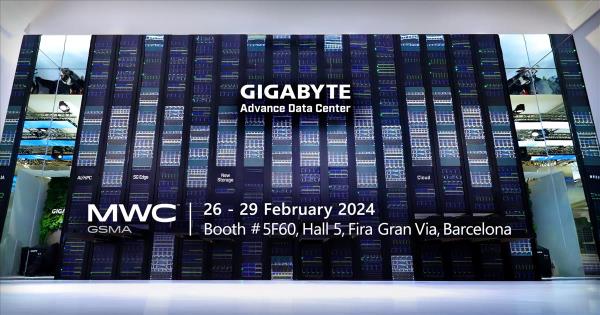 GIGABYTE
Advance Data Center
AI/HPC
5G Edge
New
Storage
Cloud
GIGA
MWC
GSMA
26 - 29 February 2024
Booth # 5F60, Hall 5, Fira Gran Via, Barcelona